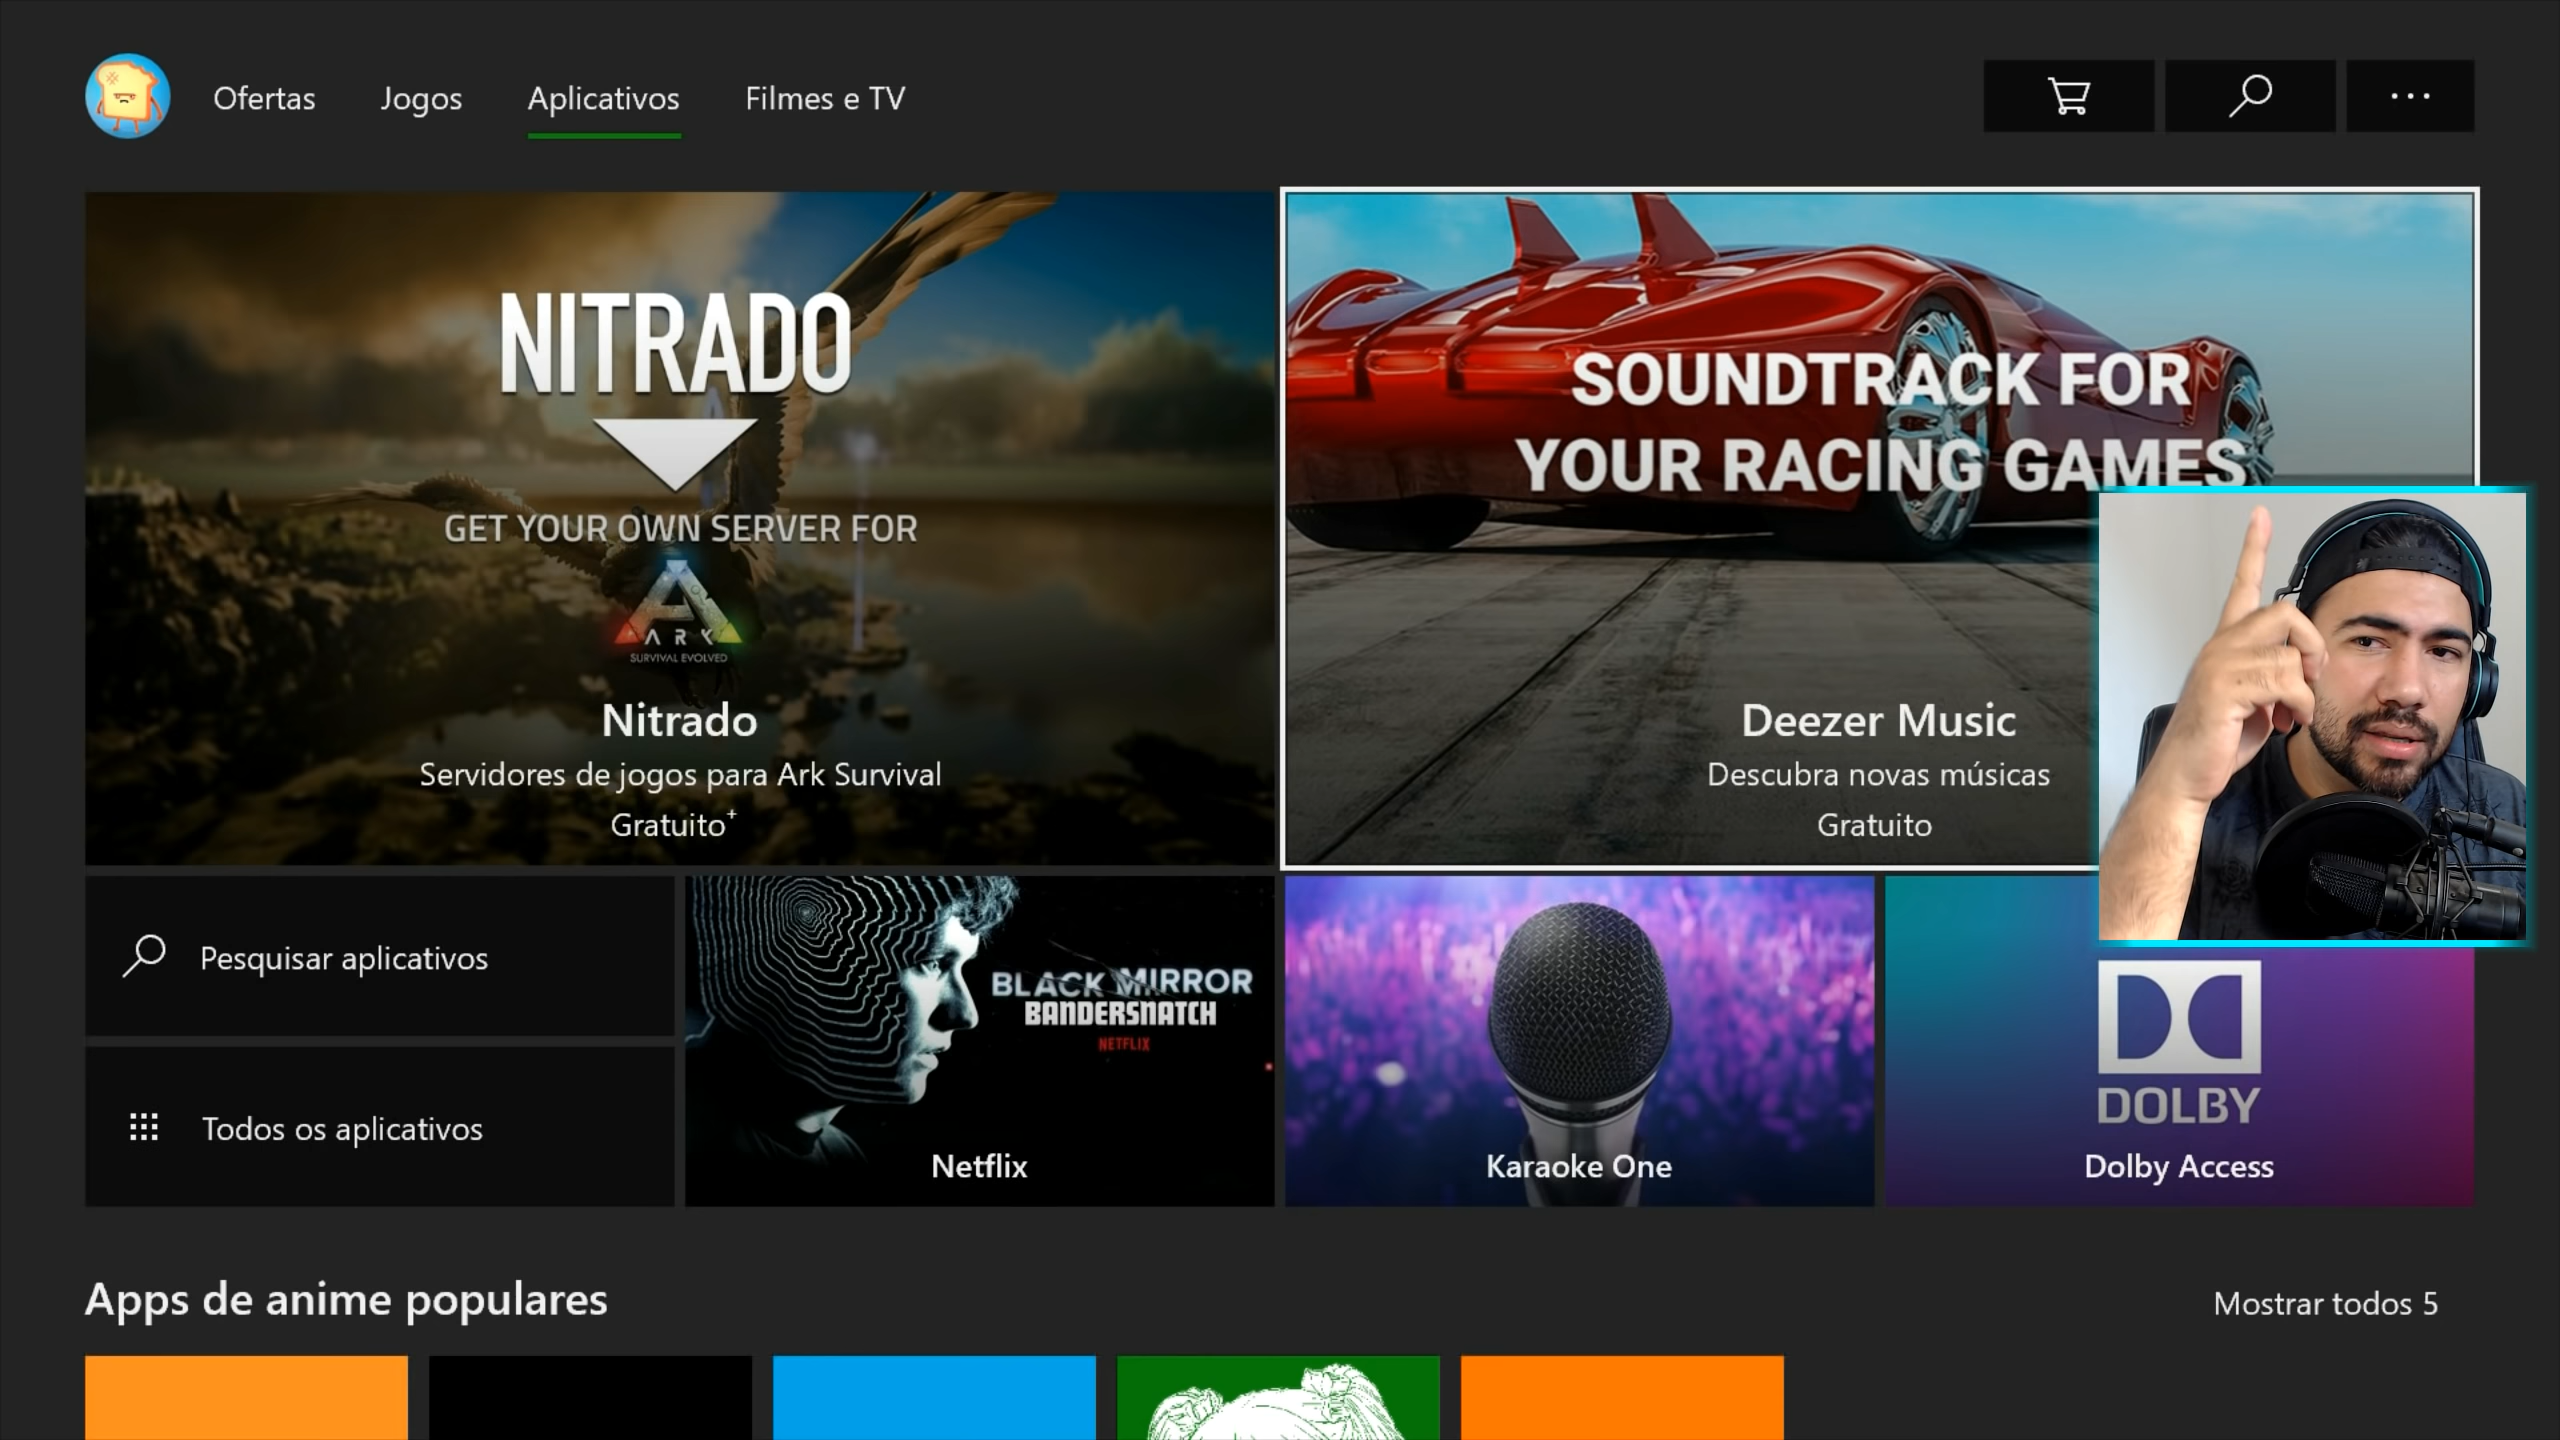 Ofertas
Jogos
Aplicativos
Filmes e TV
NITRADO
GET YOUR OWN SERVER FOR
ARK
SURVIVAL EVOLVED
Nitrado
Servidores de jogos para Ark Survival
Gratuito+
SOUNDTRACK FOR
YOUR RACING GAMES
Deezer Music
Descubra novas músicas
Gratuito
Pesquisar aplicativos
Todos os aplicativos
BLACK MIRROR
BANDERSNATCH
NETFLIX
Netflix
Karaoke One
DOLBY
Dolby Access
Apps de anime populares
Mostrar todos 5